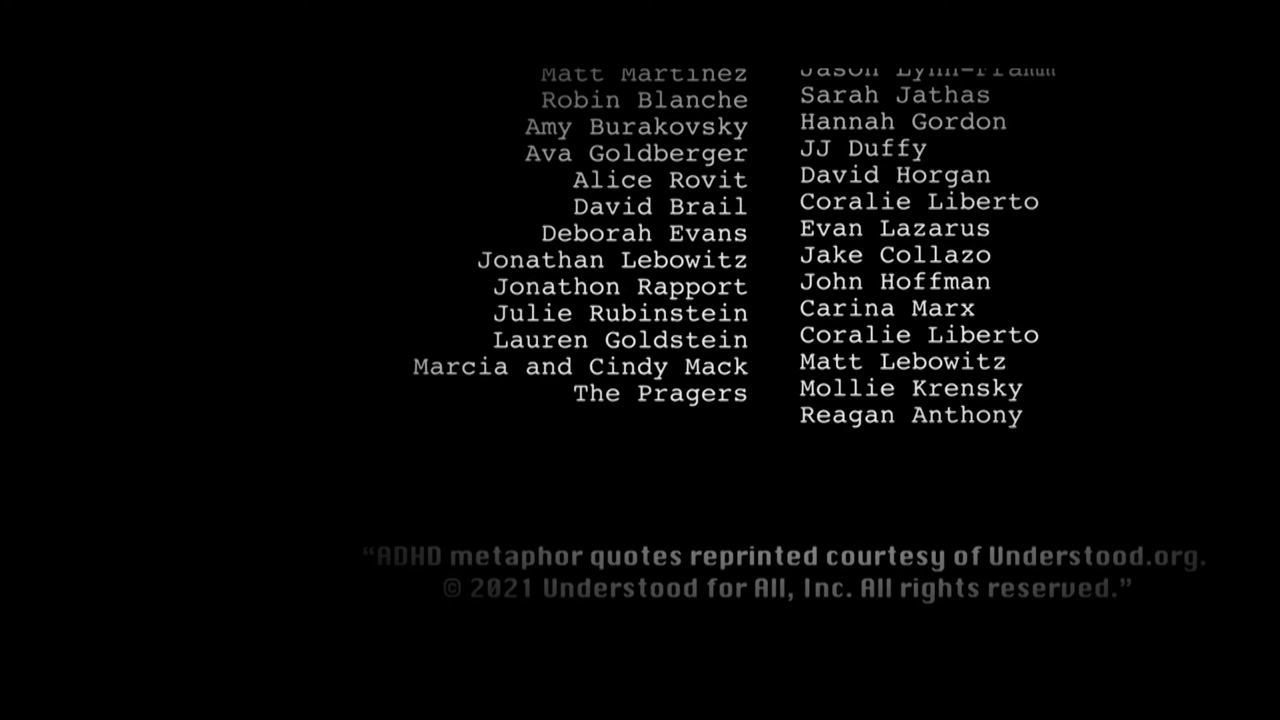 Matt Martinez
Robin Blanche
Amy Burakovsky
Ava Goldberger
Alice Rovit
David Brail
Deborah Evans
Jonathan Lebowitz
Jonathon Rapport
Julie Rubinstein
Lauren Goldstein
Marcia and Cindy Mack
The Pragers
Jason
Sarah Jathas
Hannah Gordon
JJ Duffy
David Horgan
Coralie Liberto
Evan Lazarus
Jake Collazo
John Hoffman
Carina Marx
Coralie Liberto
Matt Lebowitz
Mollie Krensky
Reagan Anthony
“ADHD metaphor quotes reprinted courtesy of Understood.org.
© 2021 Understood for All, Inc. All rights reserved.”